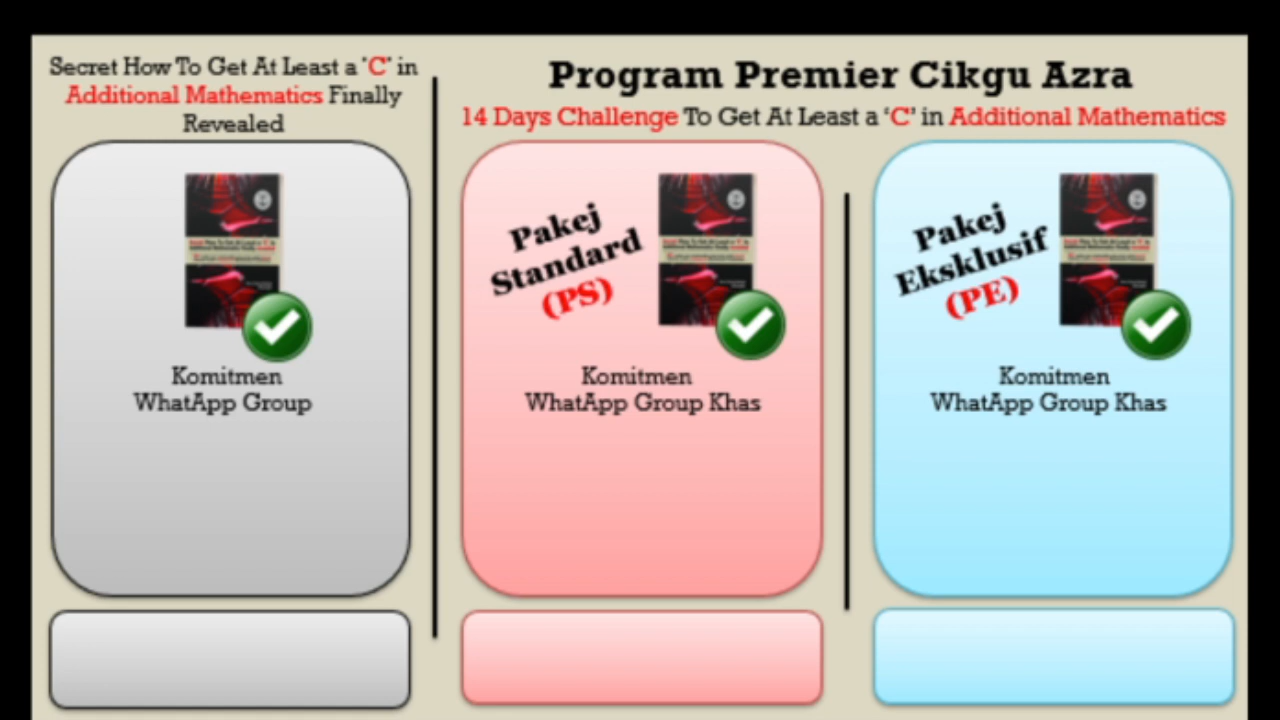 Secret How To Get At Least a 'C' in
Additional Mathematics Finally
Revealed
Komitmen
WhatApp Group
Program Premier Cikgu Azra
14 Days Challenge To Get At Least a 'C' in Additional Mathematics
Pakej
Standard
(PS)
Komitmen
WhatApp Group Khas
Pakej
Eksklusif
(PE)
Komitmen
WhatApp Group Khas